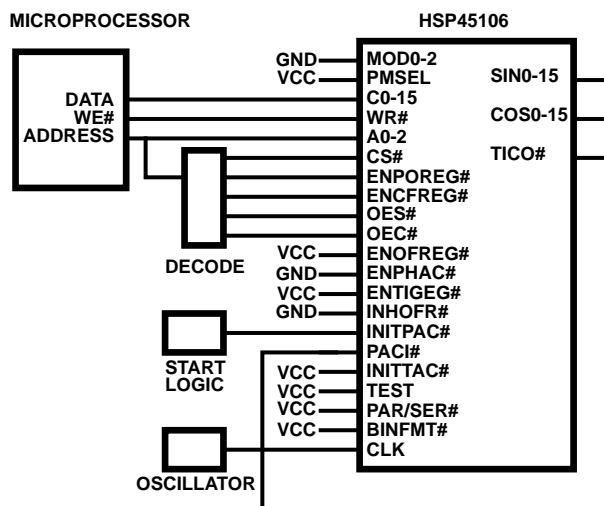 MICROPROCESSOR
HSP45106
DATA
WE#
ADDRESS
DECODE
START
LOGIC
OSCILLATOR
GND
VCC
VCC
GND
VCC
GND
VCC
VCC
VCC
VCC
MOD0-2
PMSEL
C0-15
WR#
A0-2
CS#
ENPOREG#
ENCFREG#
OES#
OEC#
ENOFREG#
ENPHAC#
ENTIGEG#
INHOFR#
INITPAC#
PACI#
INITTAC#
TEST
PAR/SER#
BINFMT#
CLK
SIN0-15
COS0-15
TICO#